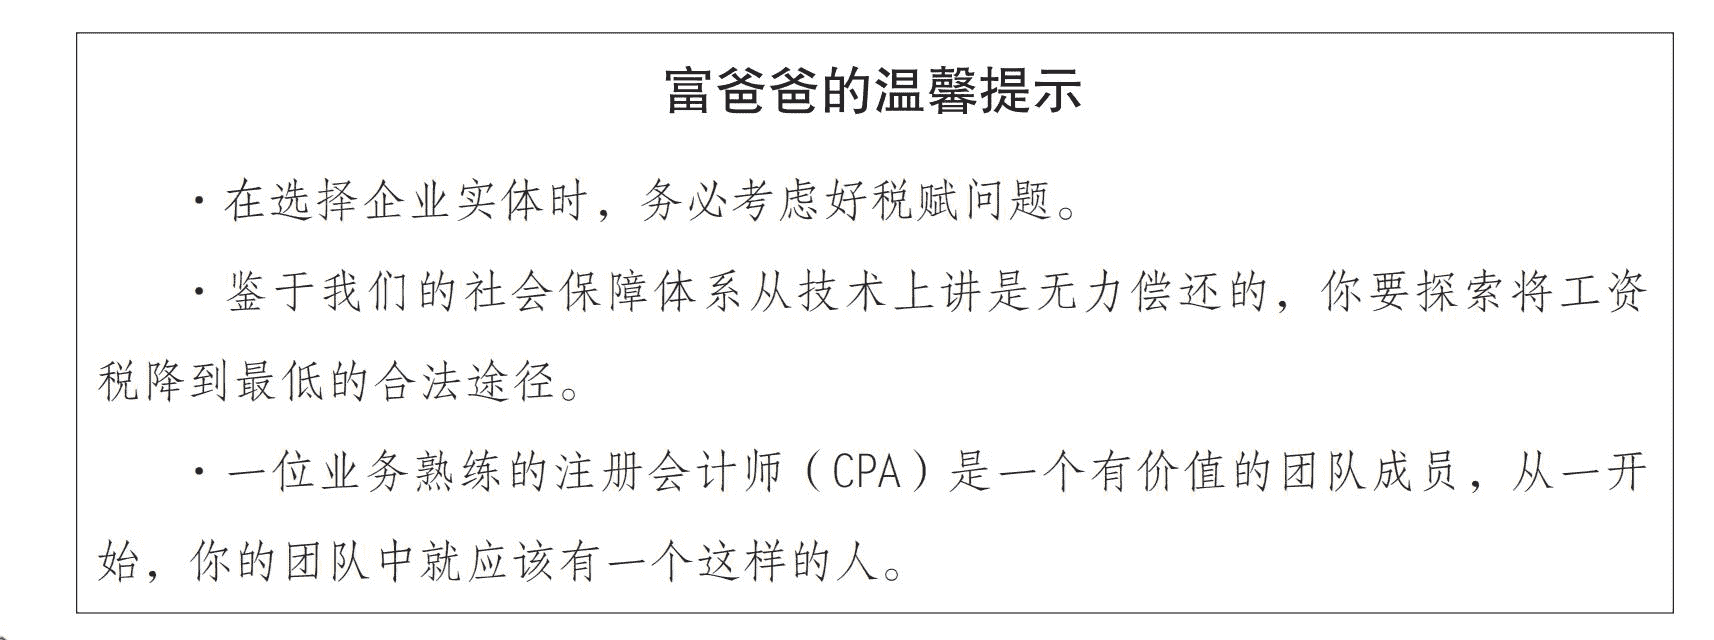 富爸爸的温馨提示
·在选择企业实体时，务必考虑好税赋问题。
·鉴于我们的社会保障体系从技术上讲是无力偿还的，你要探索将工资
税降到最低的合法途径。
·一位业务熟练的注册会计师（CPA）是一个有价值的团队成员，从一开
始，你的团队中就应该有一个这样的人。